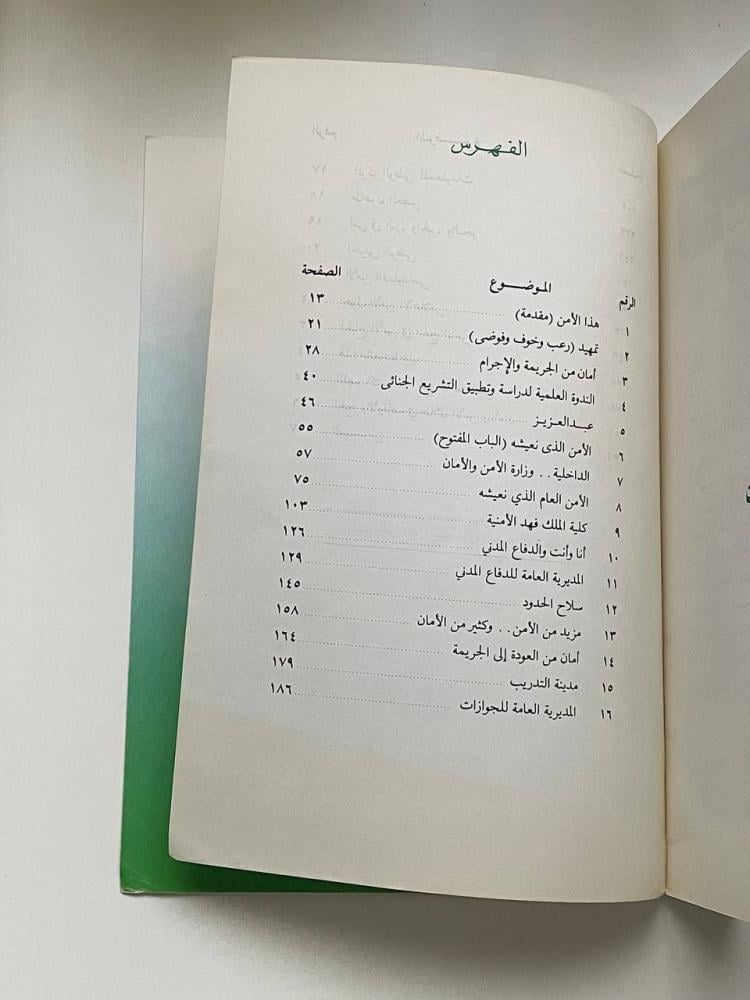 الفهرس
الرقم الموضوع الصفحة
١ هذا الأمن (مقدمة) ١٣
٢ تمهيد (رعب وخوف وفوضى) ٢١
٣ أمان من الجريمة والإجرام ٢٨
٤ الندوة العلمية لدراسة وتطبيق التشريع الجنائى ٤٠
٥ عبدالعزيز ٤٦
٦ الأمن الذى نعيشه (الباب المفتوح) ٥٥
٧ الداخلية.. وزارة الأمن والأمان ٥٧
٨ الأمن العام الذي نعيشه ٧٥
٩ كلية الملك فهد الأمنية ١٠٣
١٠ أنا وأنت والدفاع المدني ١٢٦
١١ المديرية العامة للدفاع المدني ١٢٩
١٢ سلاح الحدود ١٤٥
١٣ مزيد من الأمن.. وكثير من الأمان ١٥٨
١٤ أمان من العودة إلى الجريمة ١٦٤
١٥ مدينة التدريب ١٧٩
١٦ المديرية العامة للجوازات ١٨٦